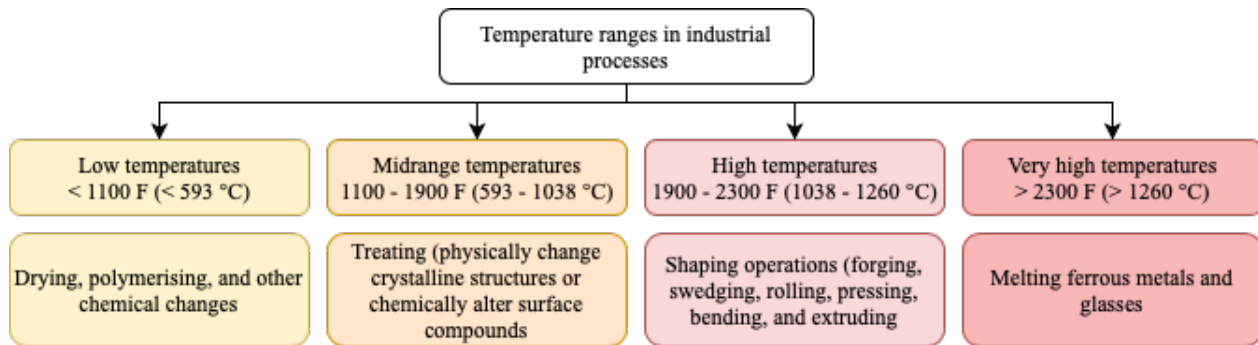 Temperature ranges in industrial
processes
Low temperatures
< 1100 F (< 593 °C)
Midrange temperatures
1100 - 1900 F (593 - 1038 °C)
High temperatures
1900 - 2300 F (1038 - 1260 °C)
Very high temperatures
> 2300 F (> 1260 °C)
Drying, polymerising, and other
chemical changes
Treating (physically change
crystalline structures or
chemically alter surface
compounds
Shaping operations (forging,
swedging, rolling, pressing,
bending, and extruding
Melting ferrous metals and
glasses